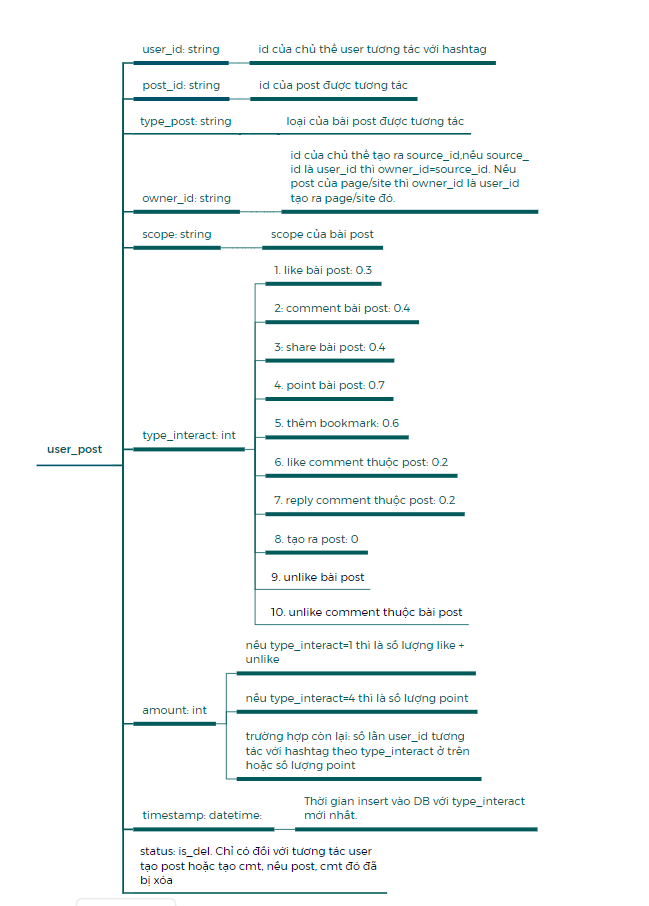 user_id: string
id của chủ thể user tương tác với hashtag
post_id: string
id của post được tương tác
type_post: string
loại của bài post được tương tác
owner_id: string
id của chủ thể tạo ra source_id,nếu source_
id là user_id thì owner_id=source_id. Nếu
post của page/site thì owner_id là user_id
tạo ra page/site đó.
scope: string
scope của bài post
user_post
type_interact: int
1. like bài post: 0.3
2: comment bài post: 0.4
3: share bài post: 0.4
4. point bài post: 0.7
5. thêm bookmark: 0.6
6. like comment thuộc post: 0.2
7. reply comment thuộc post: 0.2
8. tạo ra post: 0
9. unlike bài post
10. unlike comment thuộc bài post
amount: int
nếu type_interact=1 thì là số lượng like +
unlike
nếu type_interact=4 thì là số lượng point
trường hợp còn lại: số lần user_id tương
tác với hashtag theo type_interact ở trên
hoặc số lượng point
timestamp: datetime:
Thời gian insert vào DB với type_interact
mới nhất.
status: is_del. Chỉ có đối với tương tác user
tạo post hoặc tạo cmt, nếu post, cmt đó đã
bị xóa